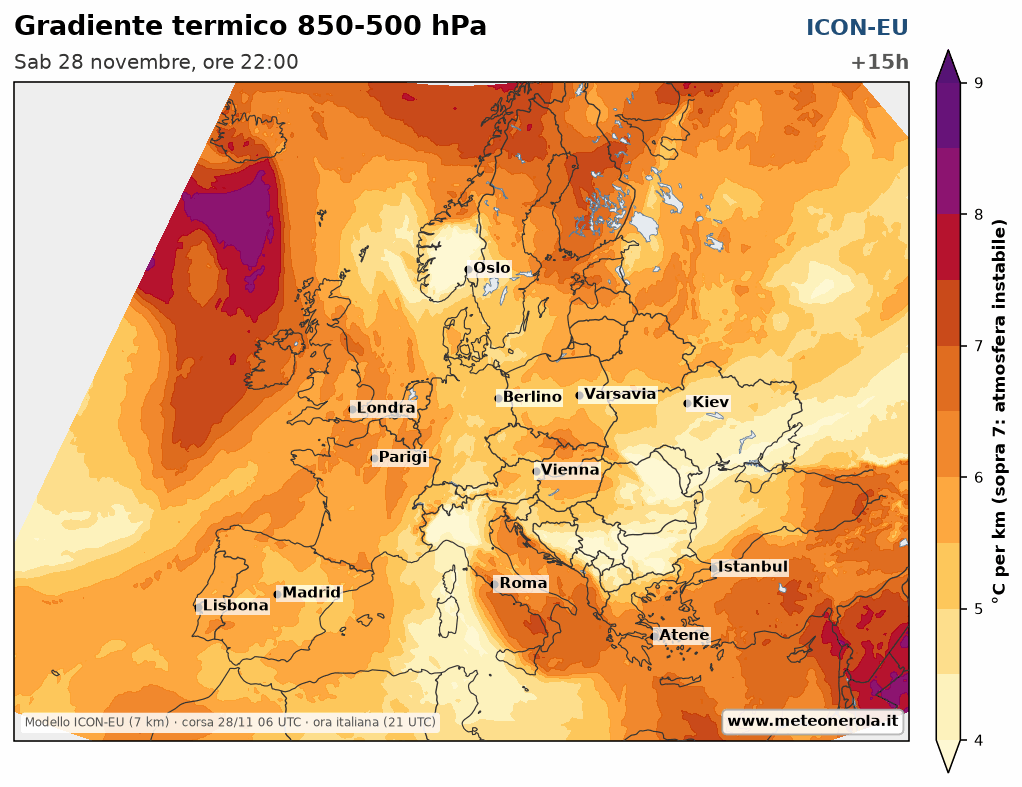 Gradiente termico 850-500 hPa
ICON-EU
Sab 28 novembre, ore 22:00
+15h
9
8
7
6
5
4
°C per km (sopra 7: atmosfera instabile)
Oslo
Berlino
Varsavia
Kiev
Londra
Parigi
Vienna
Istanbul
Roma
Madrid
Lisbona
Atene
Modello ICON-EU (7 km) · corsa 28/11 06 UTC · ora italiana (21 UTC)
www.meteonerola.it